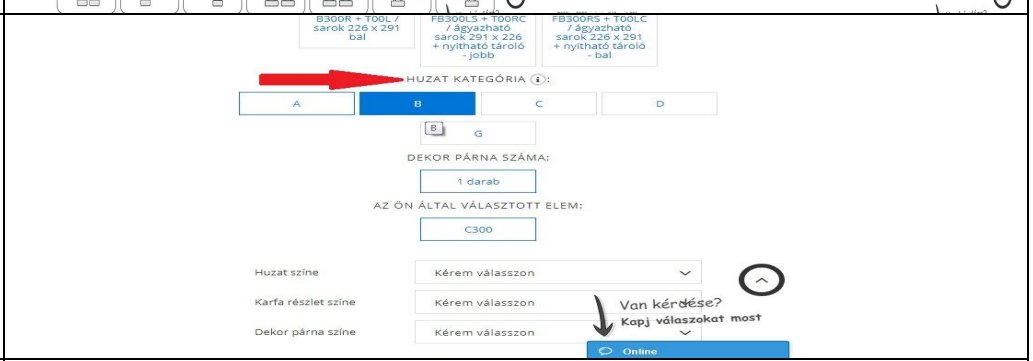 B300R + T00L /
sarok 226 x 291
bal
FB300LS + T00RC
/ ágyazható
sarok 291 x 226
+ nyitható tároló
- jobb
FB300RS + T00LC
/ ágyazható
sarok 226 x 291
+ nyitható tároló
- bal
HUZAT KATEGÓRIA i:
A
B
C
D
B
G
DEKOR PÁRNA SZÁMA:
1 darab
AZ ÖN ÁLTAL VÁLASZTOTT ELEM:
C300
Huzat színe
Kérem válasszon
Karfa részlet színe
Kérem válasszon
Dekor párna színe
Kérem válasszon
Van kérdése?
Kapj válaszokat most
Online